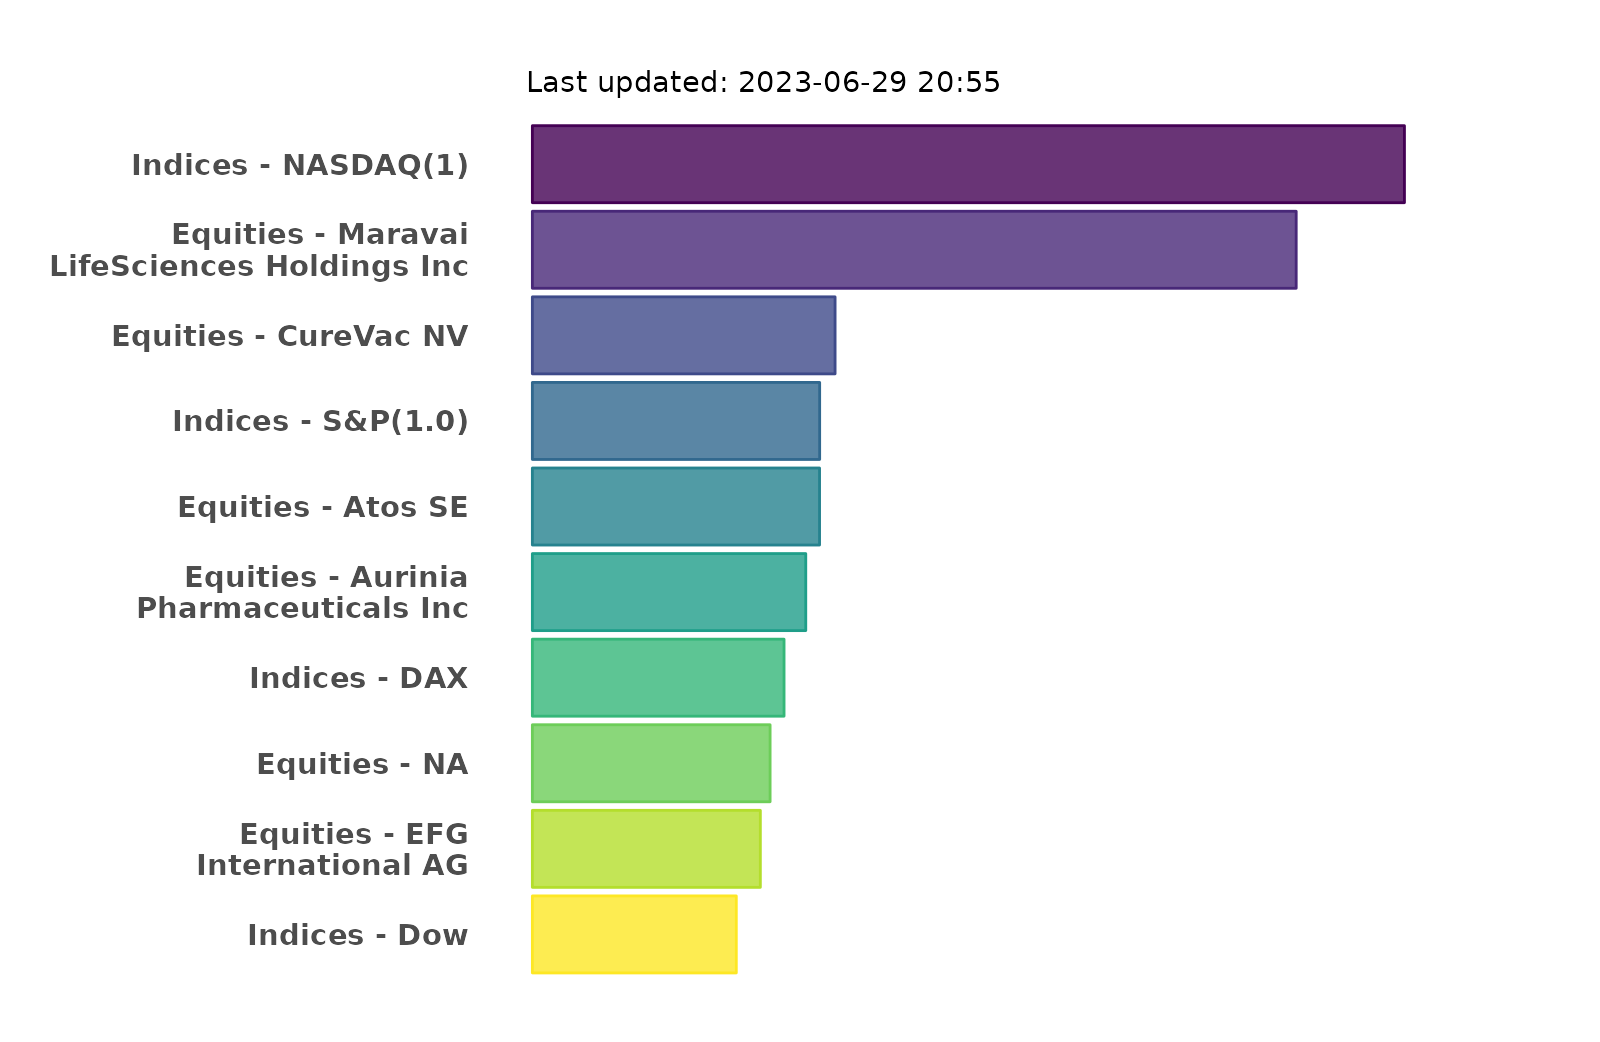 Last updated: 2023-06-29 20:55
Indices - NASDAQ(1)
Equities - Maravai
LifeSciences Holdings Inc
Equities - CureVac NV
Indices - S&P(1.0)
Equities - Atos SE
Equities - Aurinia
Pharmaceuticals Inc
Indices - DAX
Equities - NA
Equities - EFG
International AG
Indices - Dow